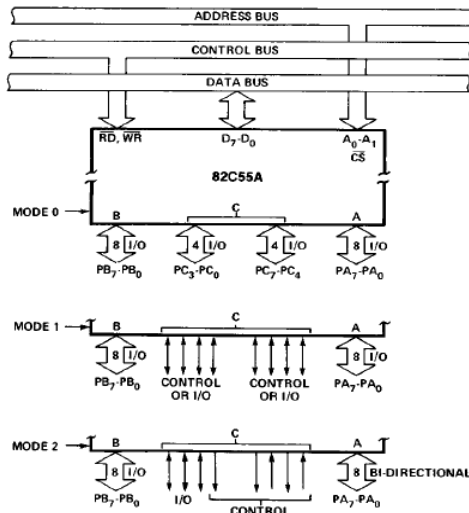 ADDRESS BUS
CONTROL BUS
DATA BUS
RD, WR D7-D0 A0-A1
CS
82C55A
MODE 0
B C A
8 I/O 4 I/O 4 I/O 8 I/O
PB7-PB0 PC3-PC0 PC7-PC4 PA7-PA0
MODE 1
B C A
8 I/O 8 I/O
PB7-PB0 CONTROL OR I/O CONTROL OR I/O PA7-PA0
MODE 2
B C A
8 I/O 8 BI-DIRECTIONAL
PB7-PB0 I/O CONTROL PA7-PA0